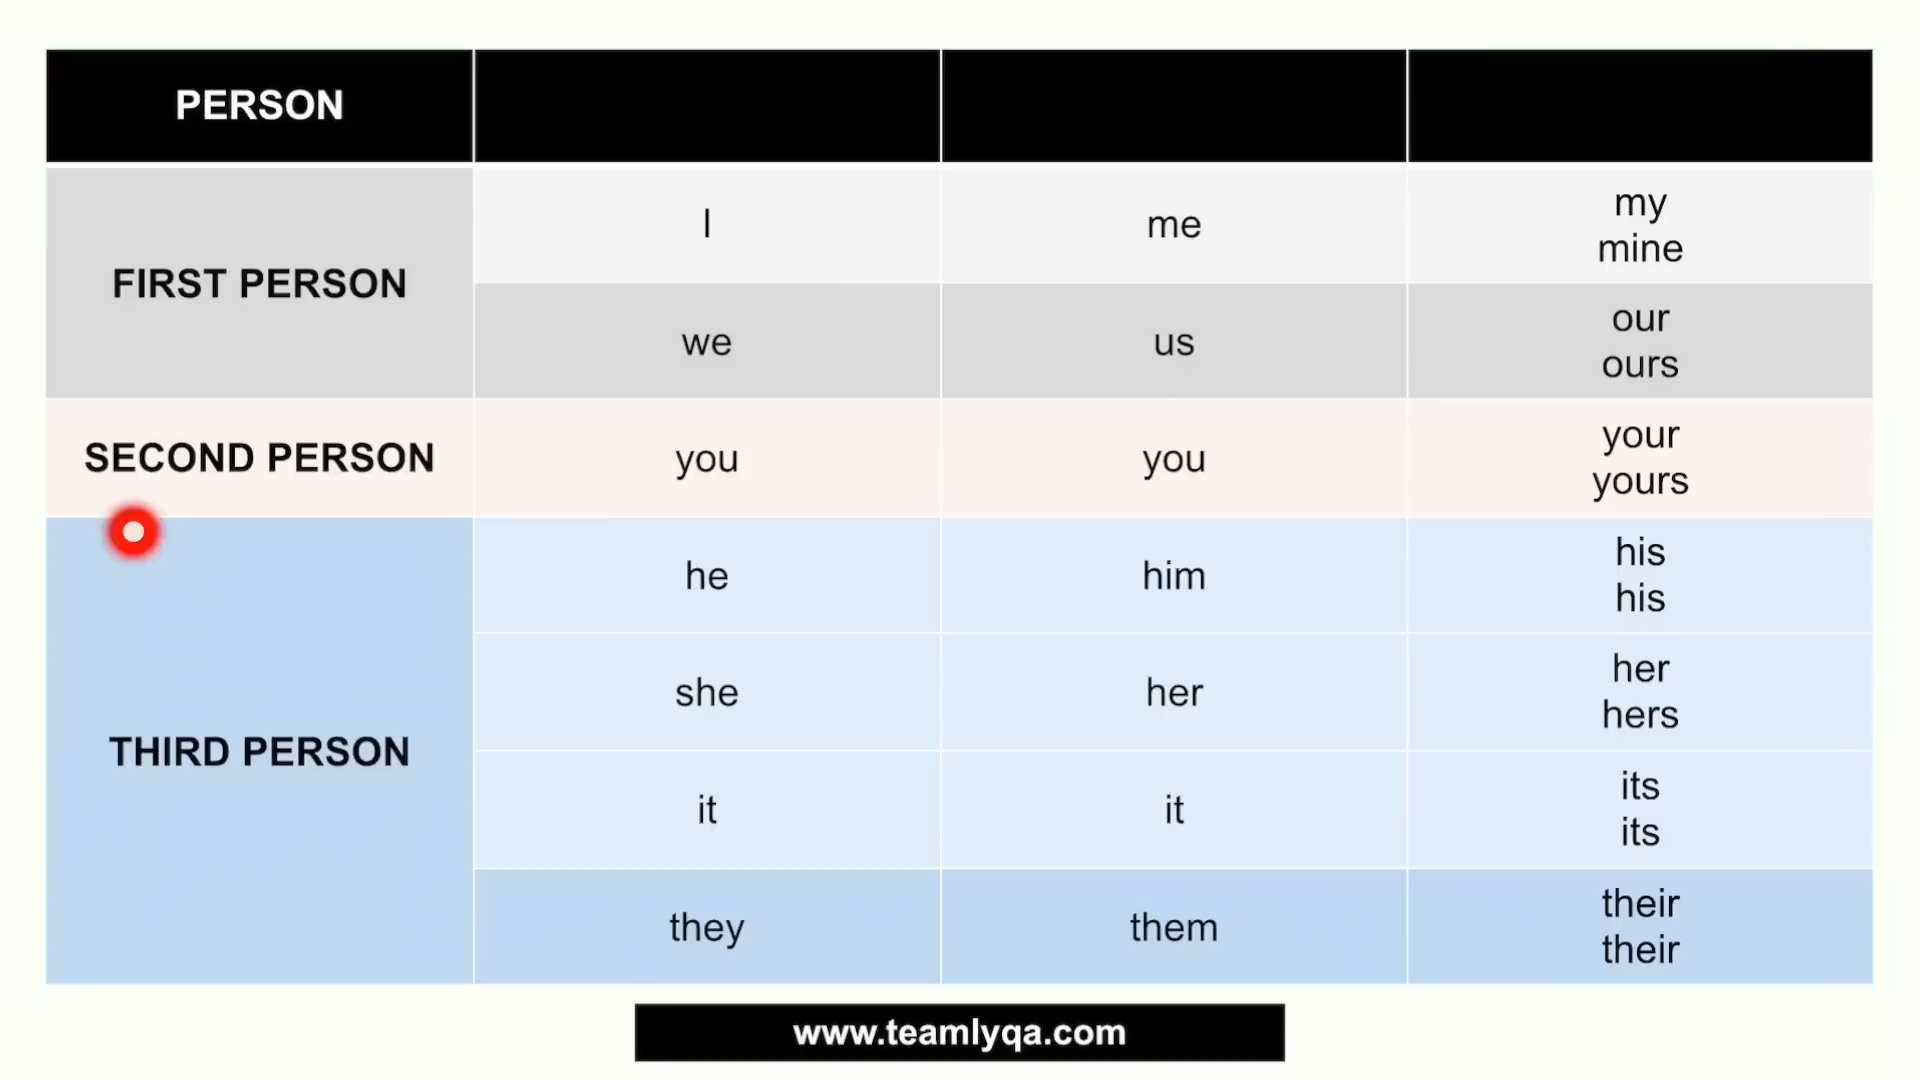 PERSON
FIRST PERSON
I
me
my
mine
we
us
our
ours
SECOND PERSON
you
you
your
yours
THIRD PERSON
he
him
his
his
she
her
her
hers
it
it
its
its
they
them
their
their
www.teamlyqa.com